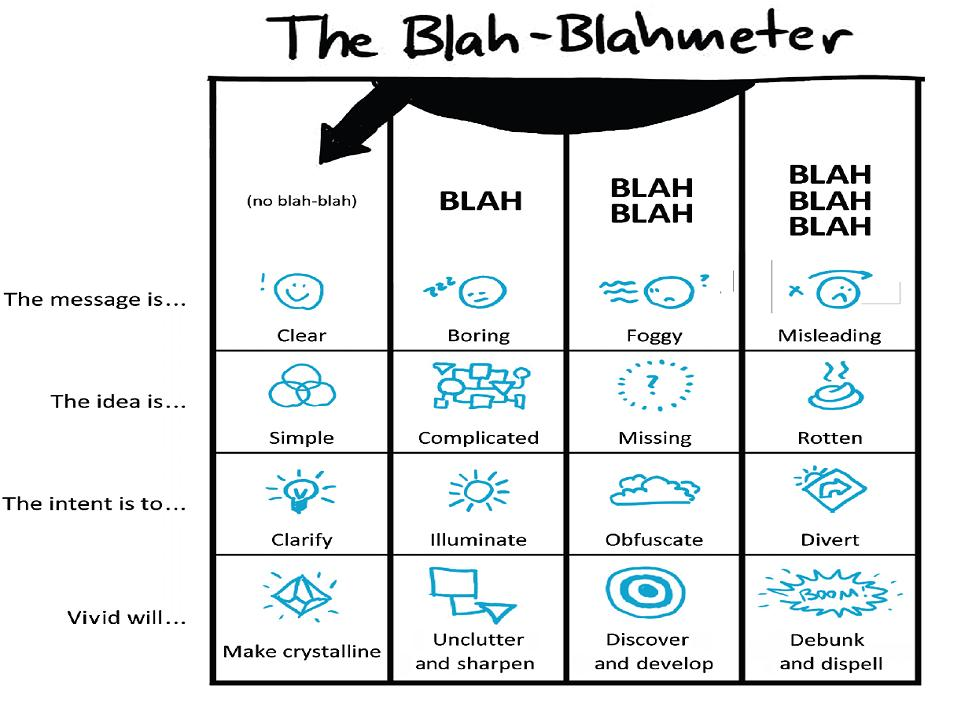 The Blah-Blahmeter
(no blah-blah)
BLAH
BLAH
BLAH
BLAH
BLAH
BLAH
The message is...
!
zzz
?
x
Clear
Boring
Foggy
Misleading
The idea is...
?
Simple
Complicated
Missing
Rotten
The intent is to...
Clarify
Illuminate
Obfuscate
Divert
Vivid will...
BOOM!
Make crystalline
Unclutter
and sharpen
Discover
and develop
Debunk
and dispell